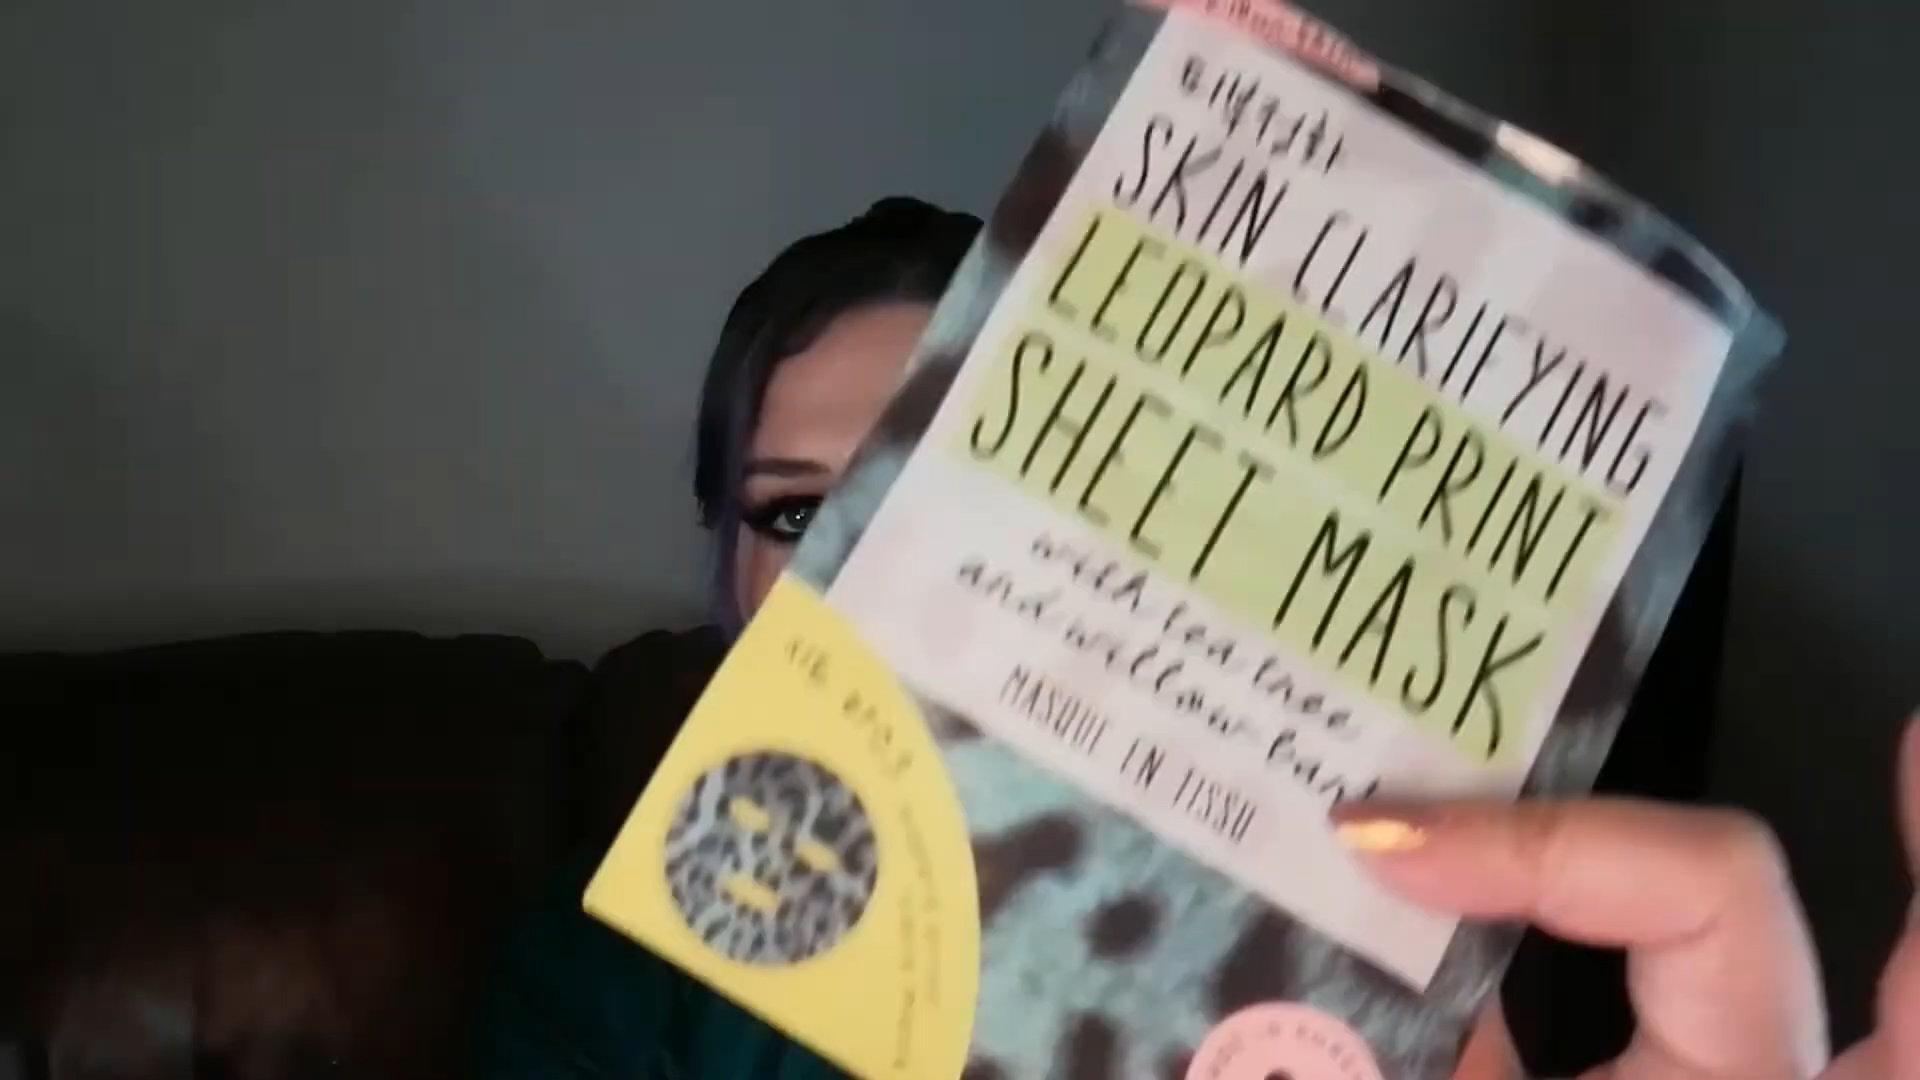 SKIN CLARIFYING
LEOPARD PRINT
SHEET MASK
with tea tree
and willow bark
MASQUE EN TISSU